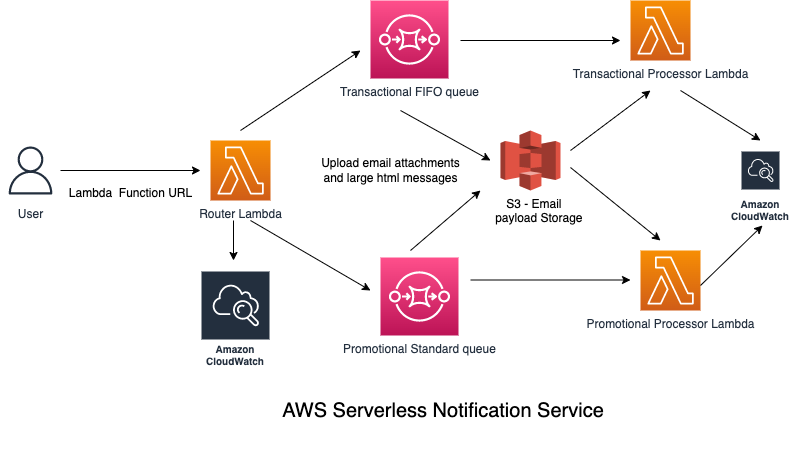 Transactional FIFO queue
Transactional Processor Lambda
User
Lambda Function URL
Router Lambda
Upload email attachments
and large html messages
S3 - Email
payload Storage
Amazon
CloudWatch
Amazon
CloudWatch
Promotional Standard queue
Promotional Processor Lambda
AWS Serverless Notification Service